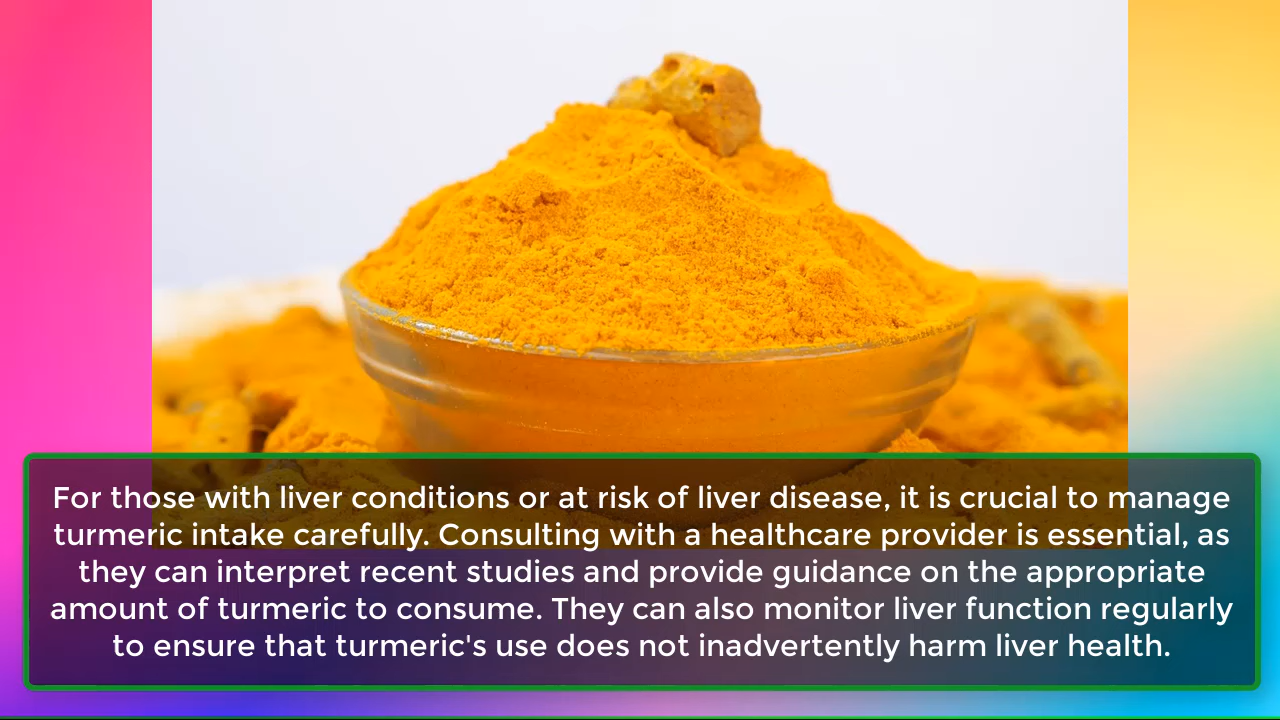 For those with liver conditions or at risk of liver disease, it is crucial to manage
turmeric intake carefully. Consulting with a healthcare provider is essential, as
they can interpret recent studies and provide guidance on the appropriate
amount of turmeric to consume. They can also monitor liver function regularly
to ensure that turmeric's use does not inadvertently harm liver health.